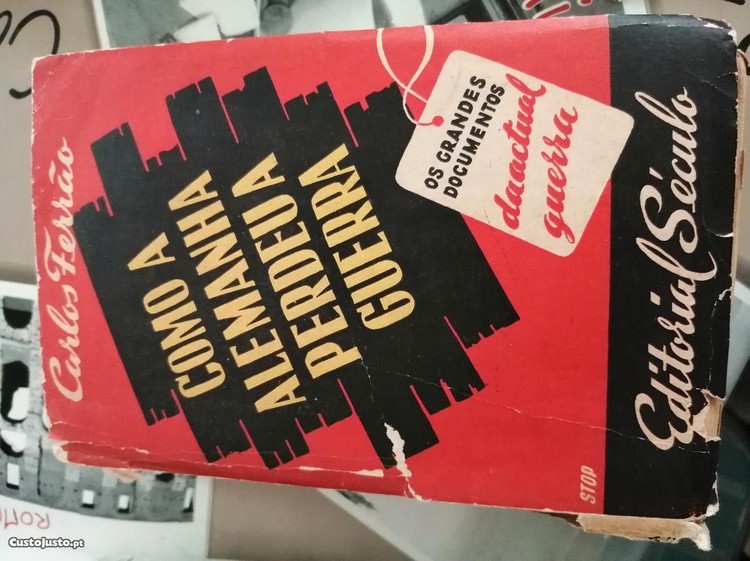 Carlos Ferrão
COMO A
ALEMANHA
PERDEU A
GUERRA
OS GRANDES
DOCUMENTOS
da actual
guerra
STOP
Editorial Século
CustoJusto.pt